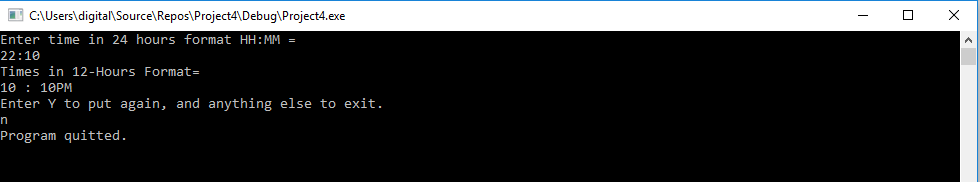 C:\Users\digital\Source\Repos\Project4\Debug\Project4.exe
Enter time in 24 hours format HH:MM =
22:10
Times in 12-Hours Format=
10 : 10PM
Enter Y to put again, and anything else to exit.
n
Program quitted.